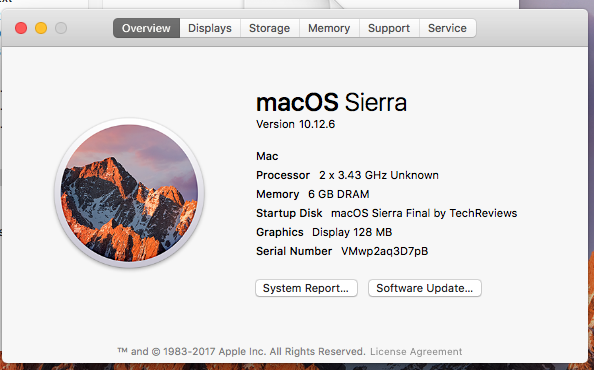 Overview Displays Storage Memory Support Service
macOS Sierra
Version 10.12.6
Mac
Processor 2 x 3.43 GHz Unknown
Memory 6 GB DRAM
Startup Disk macOS Sierra Final by TechReviews
Graphics Display 128 MB
Serial Number VMwp2aq3D7pB
System Report... Software Update...
™ and © 1983-2017 Apple Inc. All Rights Reserved. License Agreement